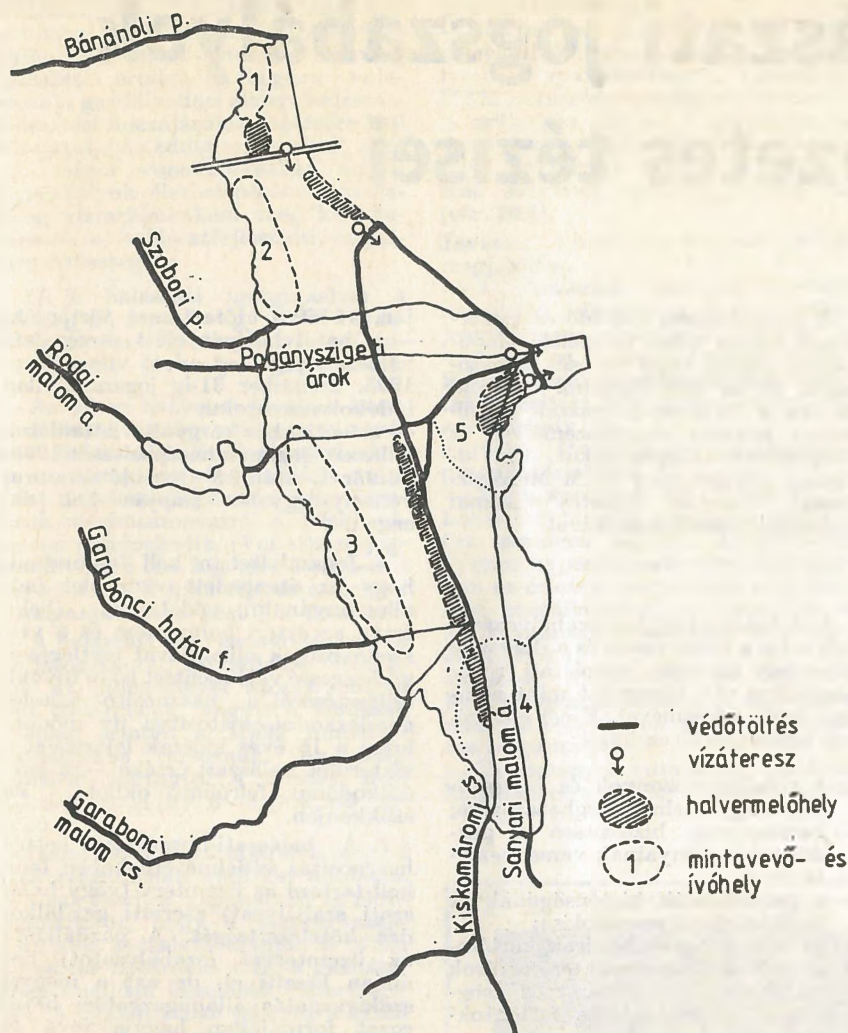 Bánánoli p.
1
2
Szabori p.
Pogányszigeti
árok
Rodai
malom á.
5
3
Garabonci határ f.
4
Sanyari malom á.
Kiskomáromi cs.
Garabonci
malom cs.
védőtöltés
vízáteresz
halvermelőhely
1
mintavevő- és
ívóhely